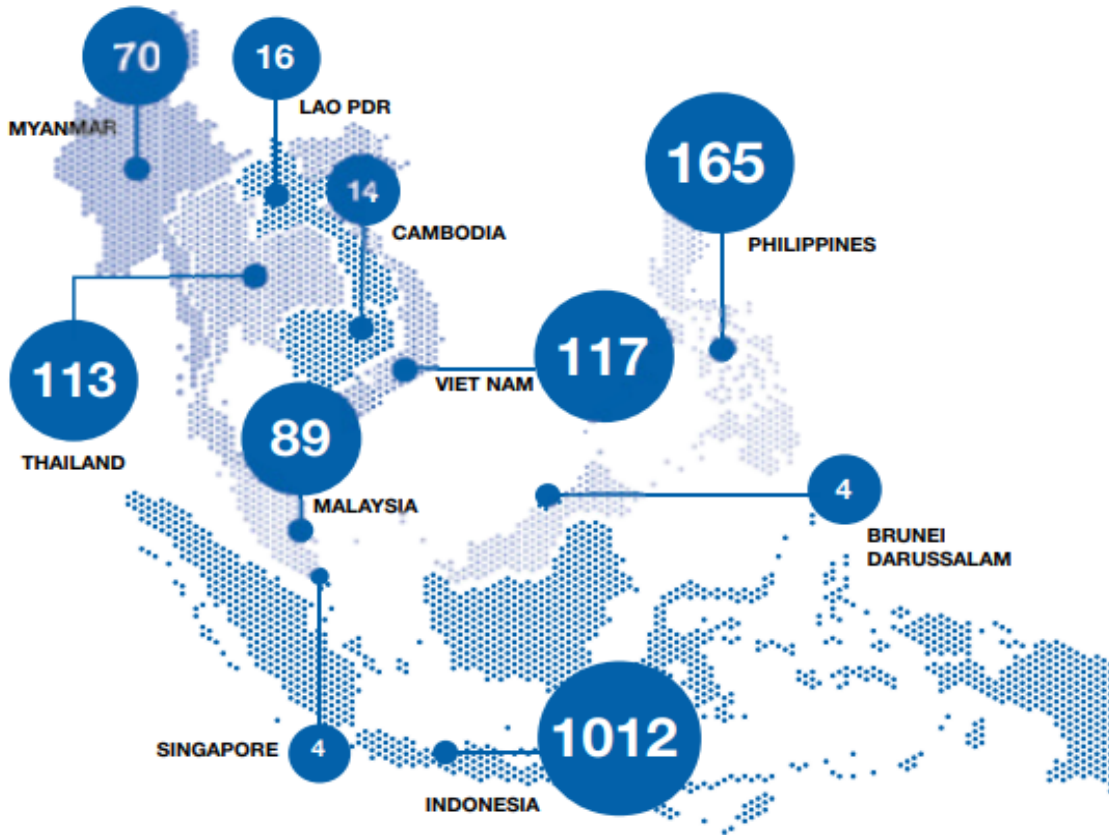 70
16
MYANMAR
LAO PDR
165
14
CAMBODIA
PHILIPPINES
113
117
VIET NAM
THAILAND
89
MALAYSIA
4
BRUNEI
DARUSSALAM
SINGAPORE
4
1012
INDONESIA